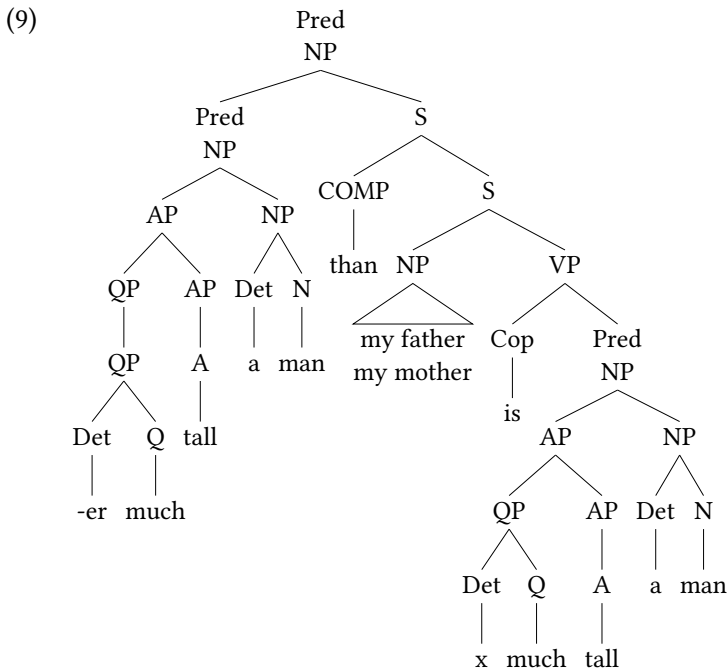 (9)
Pred
NP
Pred S
NP
COMP S
AP NP
than NP VP
QP AP Det N
my father Cop Pred
QP A a man
my mother NP
is
Det Q tall AP NP
-er much QP AP Det N
Det Q A a man
x much tall